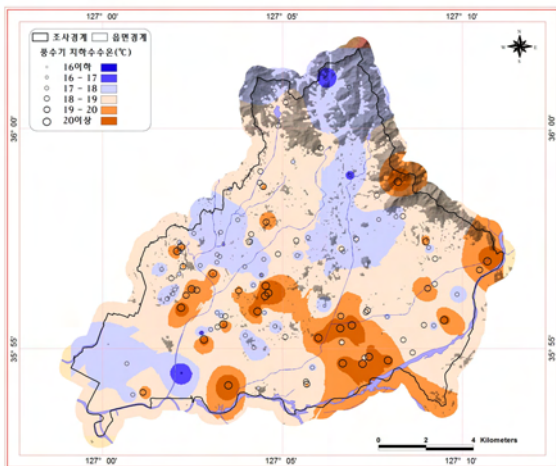 127° 00'
127° 05'
127° 10'
조사경계 읍면경계
풍수기 지하수수온(℃)
16이하
16 - 17
17 - 18
18 - 19
19 - 20
20이상
N
W E
S
36° 00'
36° 00'
35° 55'
35° 55'
0 2 4 Kilometers
127° 00'
127° 05'
127° 10'